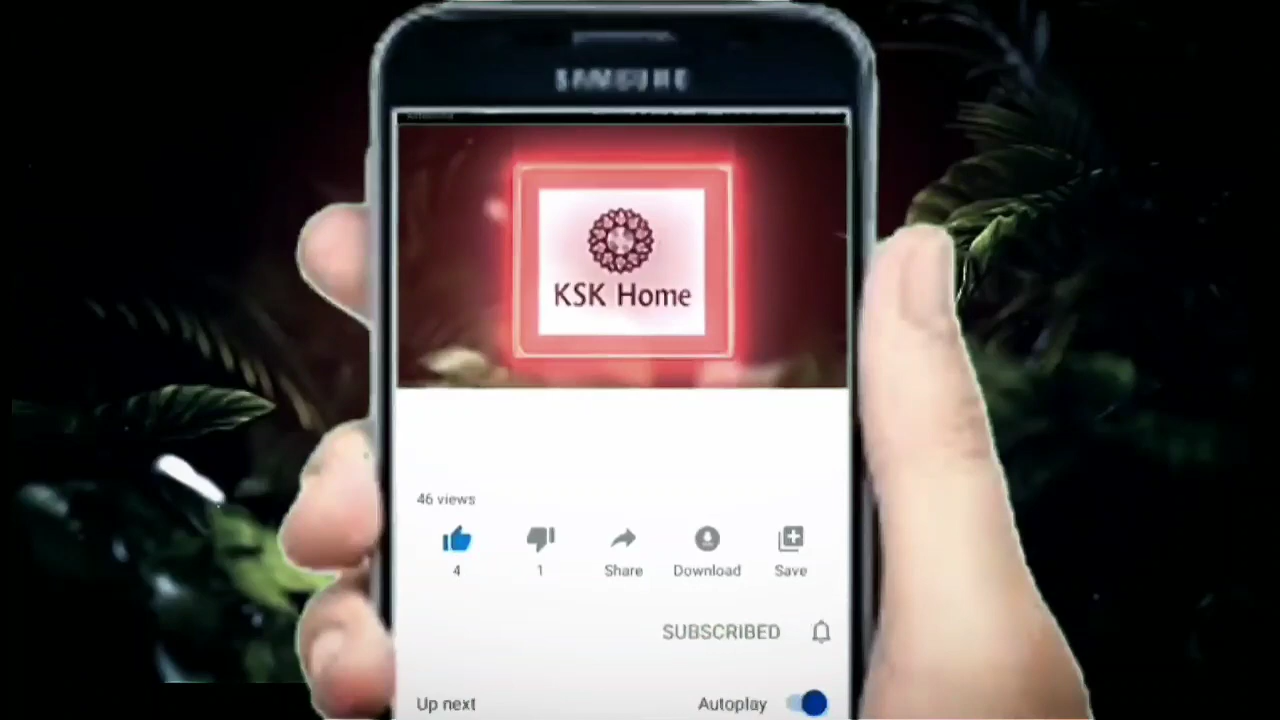 SAMSUNG
KSK Home
46 views
4
1
Share
Download
Save
SUBSCRIBED
Up next
Autoplay